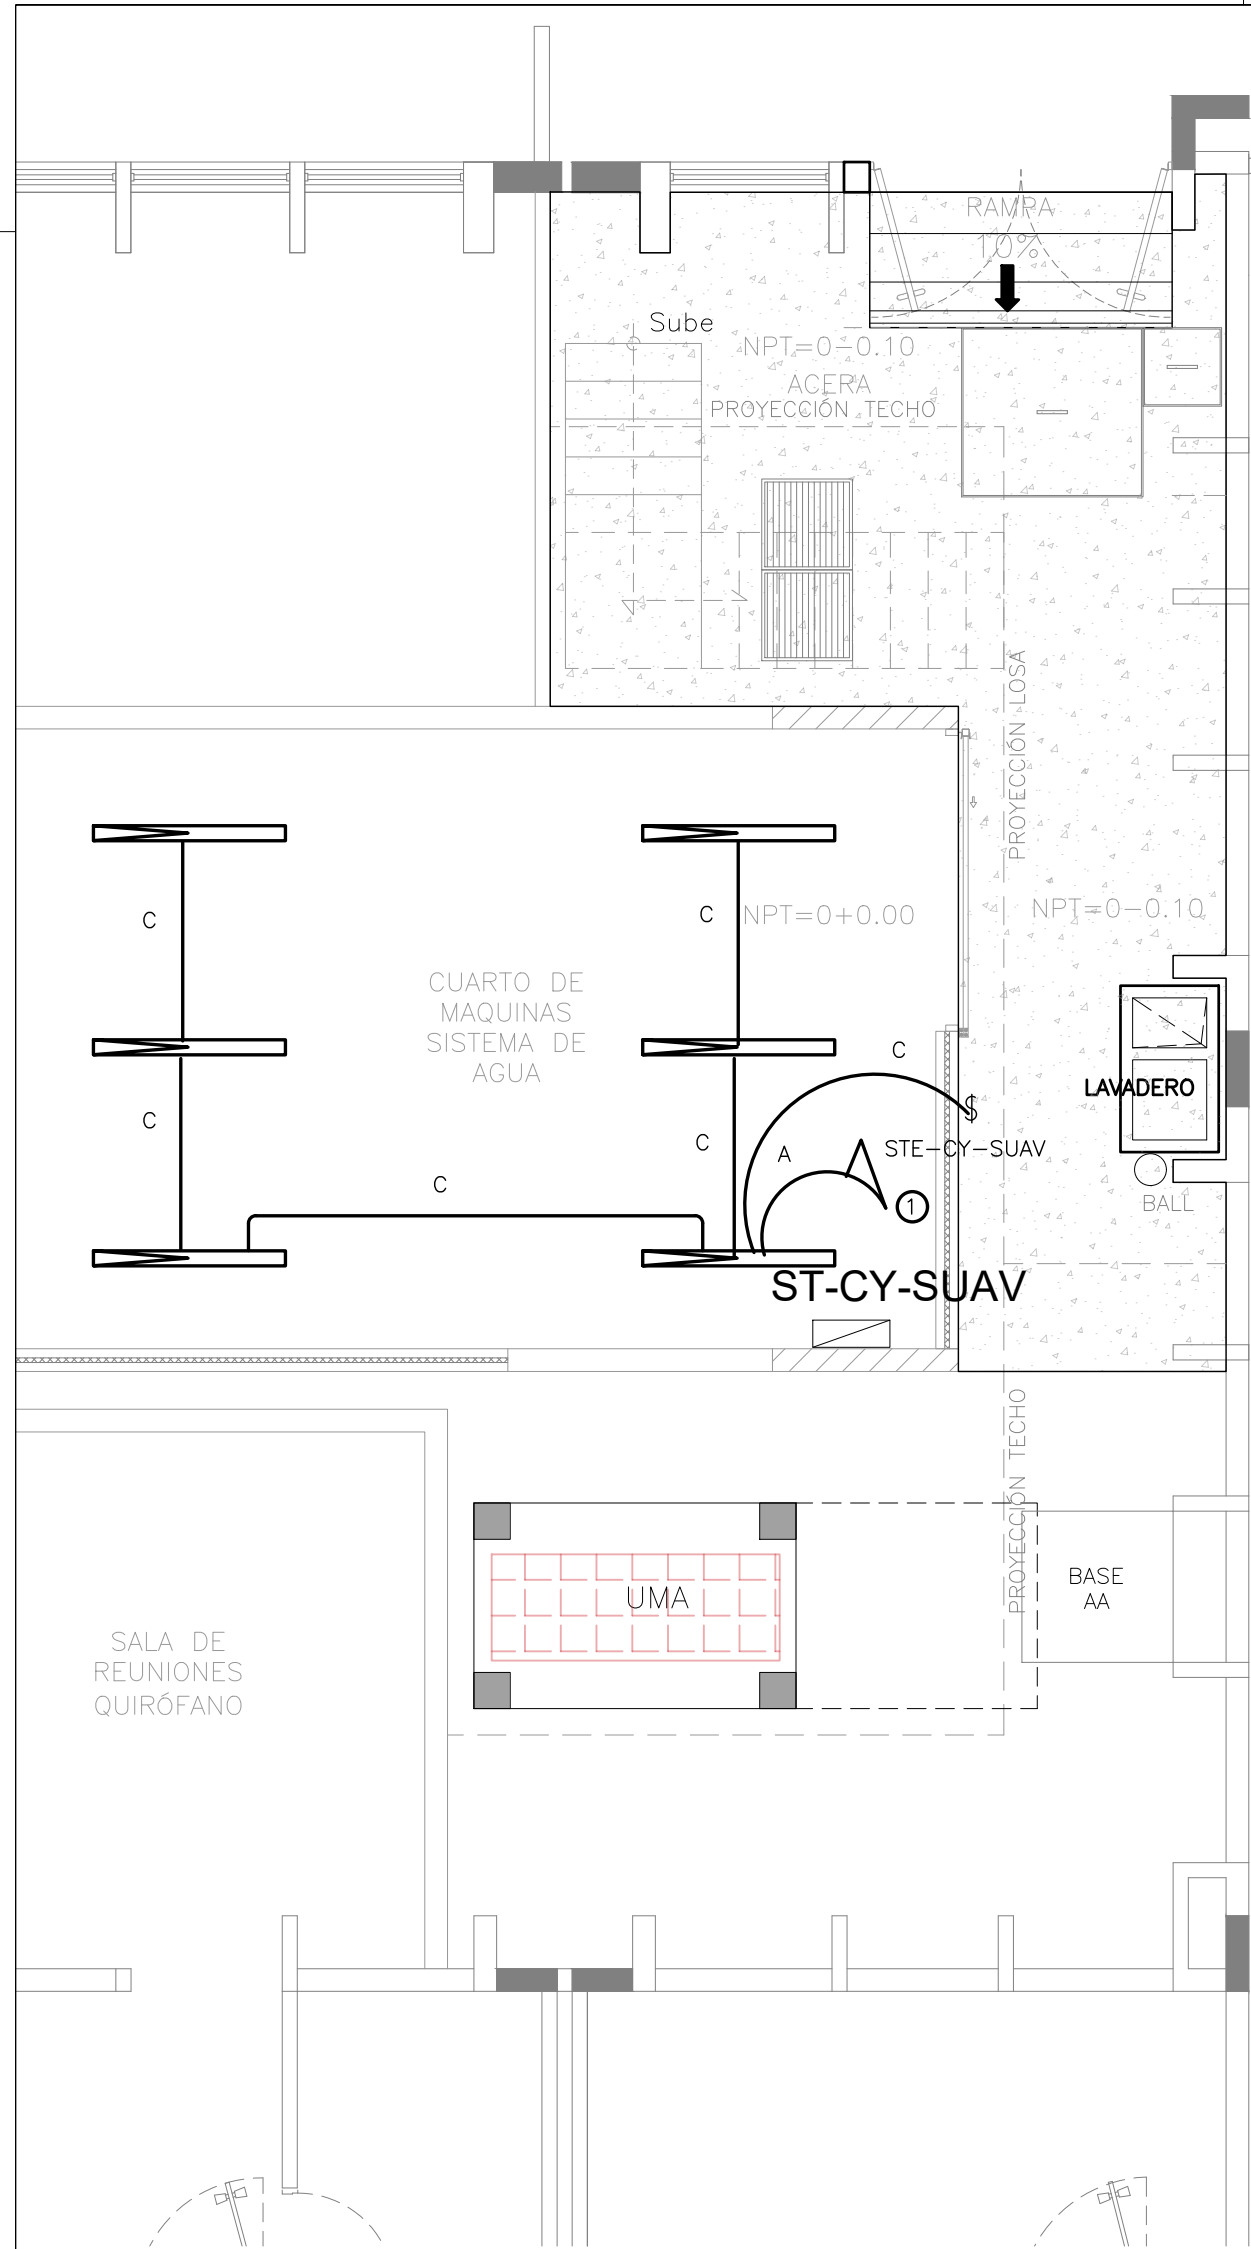 RAMPA
10%
Sube
NPT=0-0.10
ACERA
PROYECCIÓN TECHO
PROYECCIÓN LOSA
C
C
NPT=0+0.00
NPT=0-0.10
CUARTO DE
MAQUINAS
SISTEMA DE
AGUA
C
LAVADERO
$
C
C
A
STE-CY-SUAV
C
1
BALL
ST-CY-SUAV
PROYECCIÓN TECHO
UMA
BASE
AA
SALA DE
REUNIONES
QUIRÓFANO